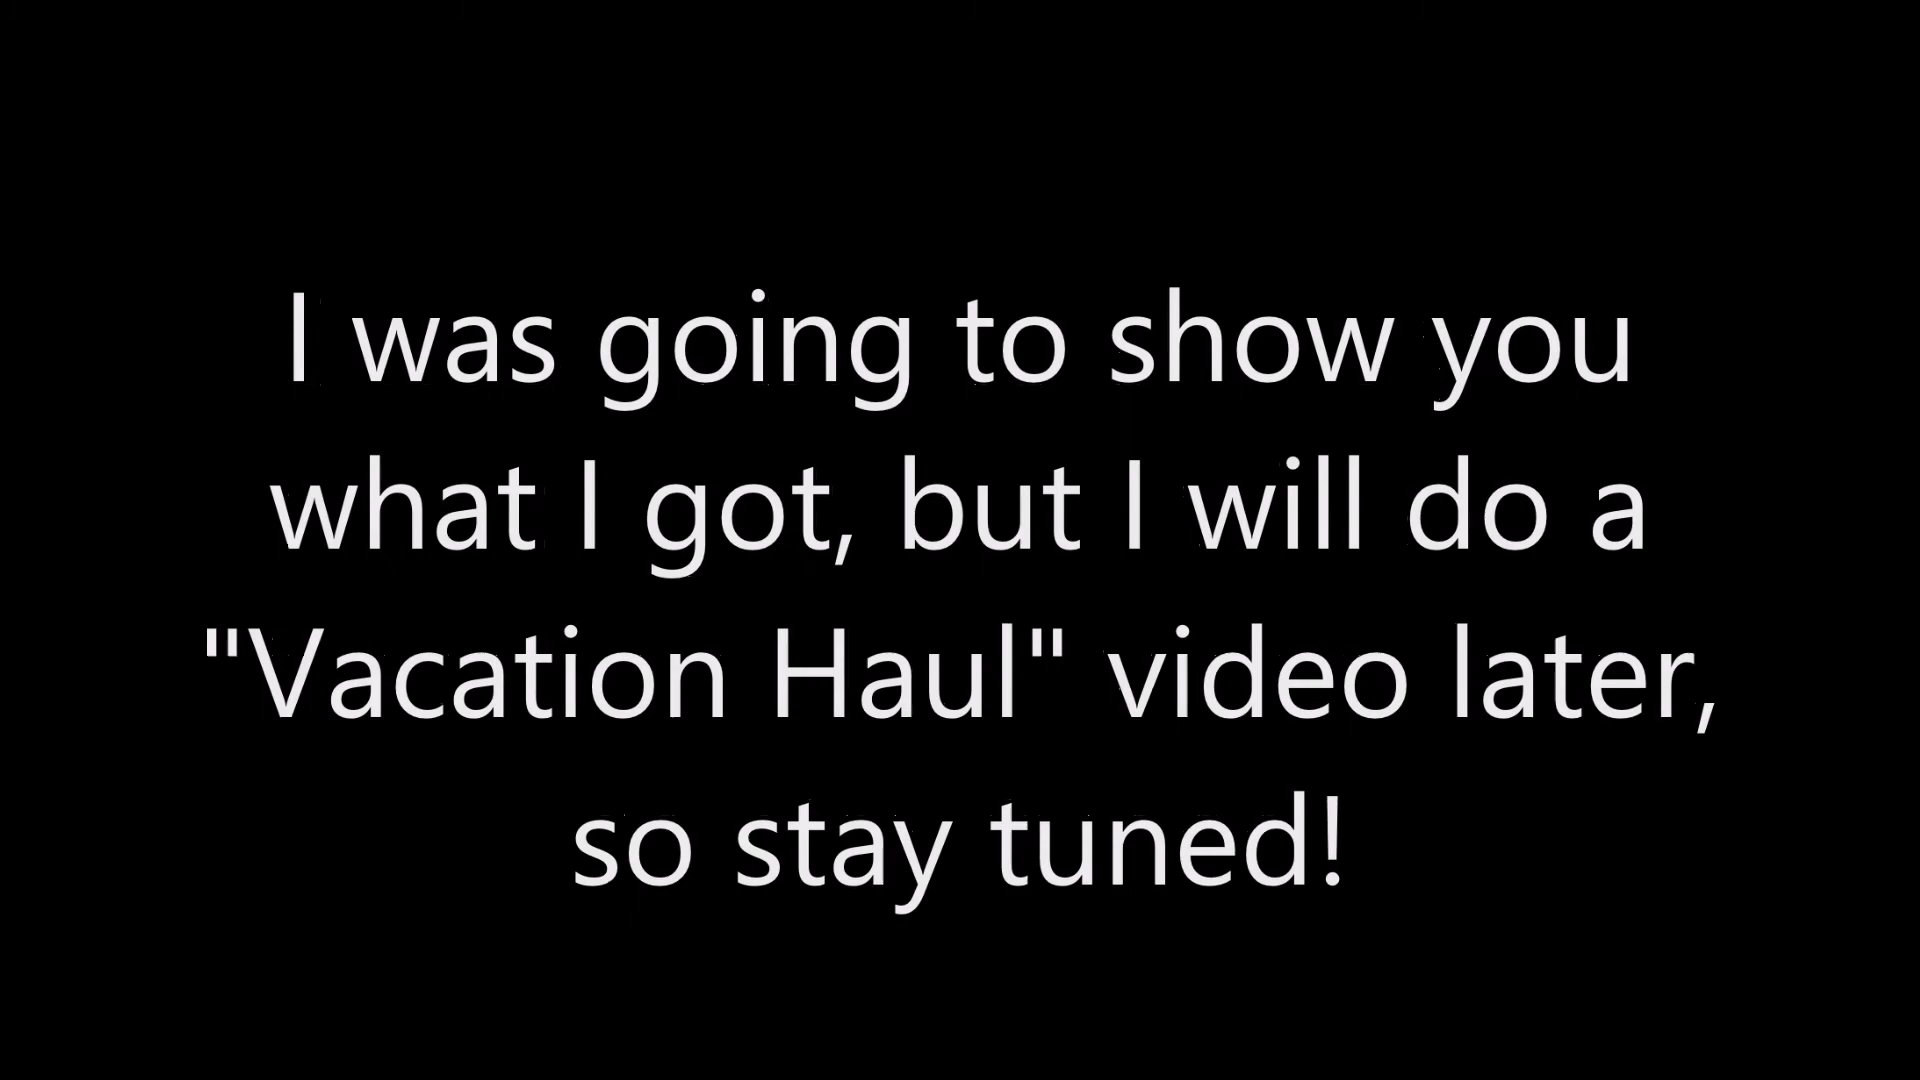 I was going to show you
what I got, but I will do a
"Vacation Haul" video later,
so stay tuned!